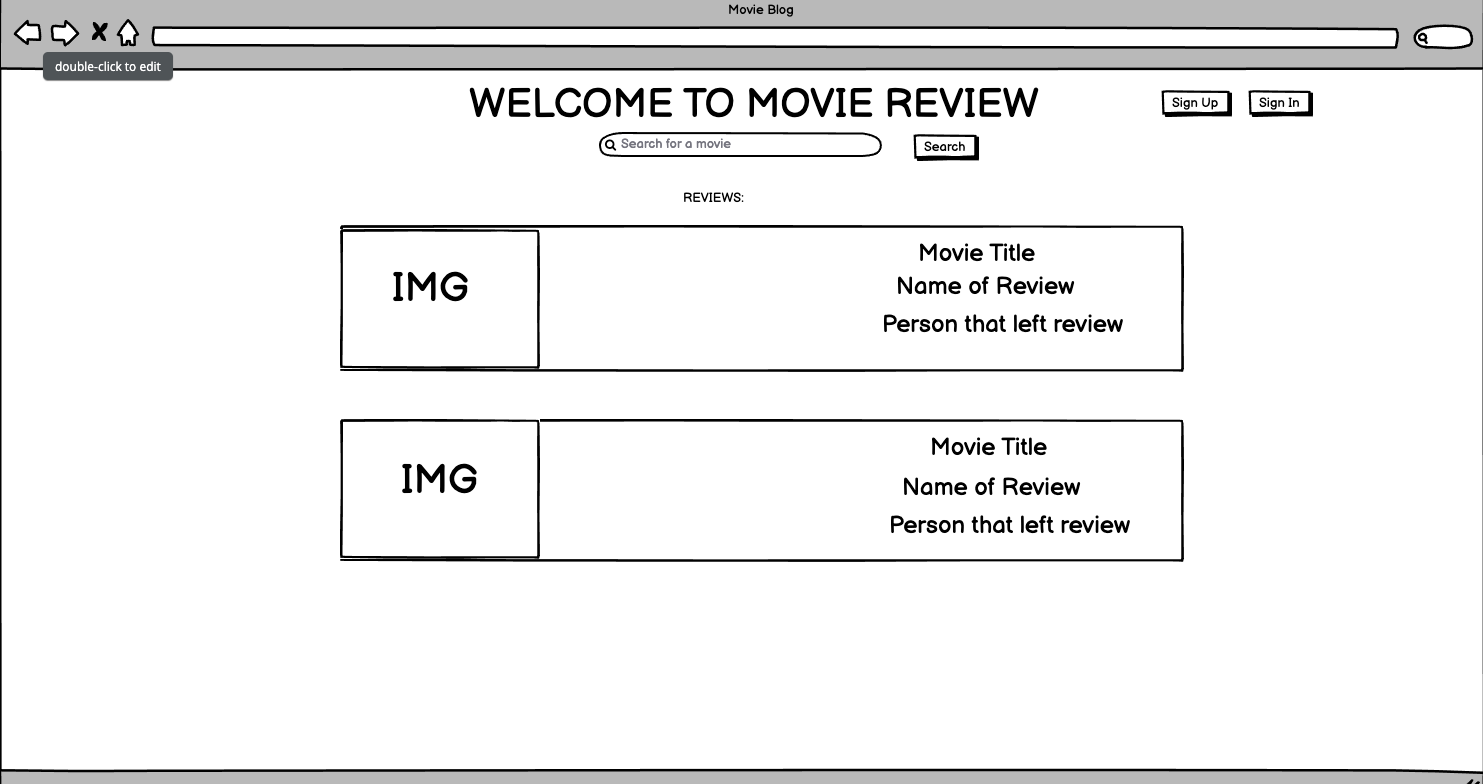 Movie Blog
double-click to edit
WELCOME TO MOVIE REVIEW
Sign Up
Sign In
Search for a movie
Search
REVIEWS:
IMG
Movie Title
Name of Review
Person that left review
IMG
Movie Title
Name of Review
Person that left review